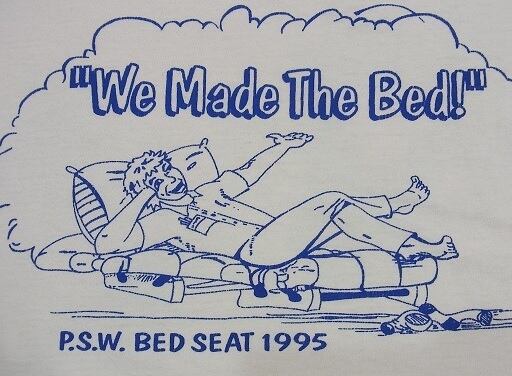 "We Made The Bed!"
P.S.W. BED SEAT 1995